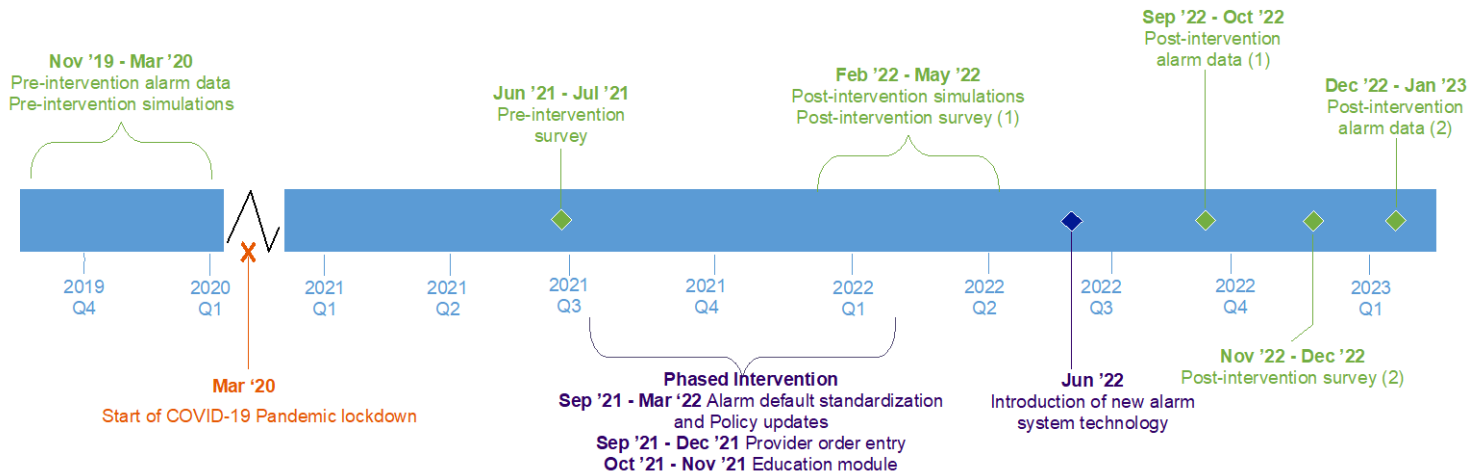 Nov ’19 - Mar ’20
Pre-intervention alarm data
Pre-intervention simulations
Jun ’21 - Jul ’21
Pre-intervention
survey
Feb ’22 - May ’22
Post-intervention simulations
Post-intervention survey (1)
Sep ’22 - Oct ’22
Post-intervention
alarm data (1)
Dec ’22 - Jan ’23
Post-intervention
alarm data (2)
2019
Q4
2020
Q1
2021
Q1
2021
Q2
2021
Q3
2021
Q4
2022
Q1
2022
Q2
2022
Q3
2022
Q4
2023
Q1
Mar ‘20
Start of COVID-19 Pandemic lockdown
Phased Intervention
Sep ’21 - Mar ‘22 Alarm default standardization
and Policy updates
Sep ’21 - Dec ’21 Provider order entry
Oct ’21 - Nov ’21 Education module
Jun ’22
Introduction of new alarm
system technology
Nov ’22 - Dec ’22
Post-intervention survey (2)